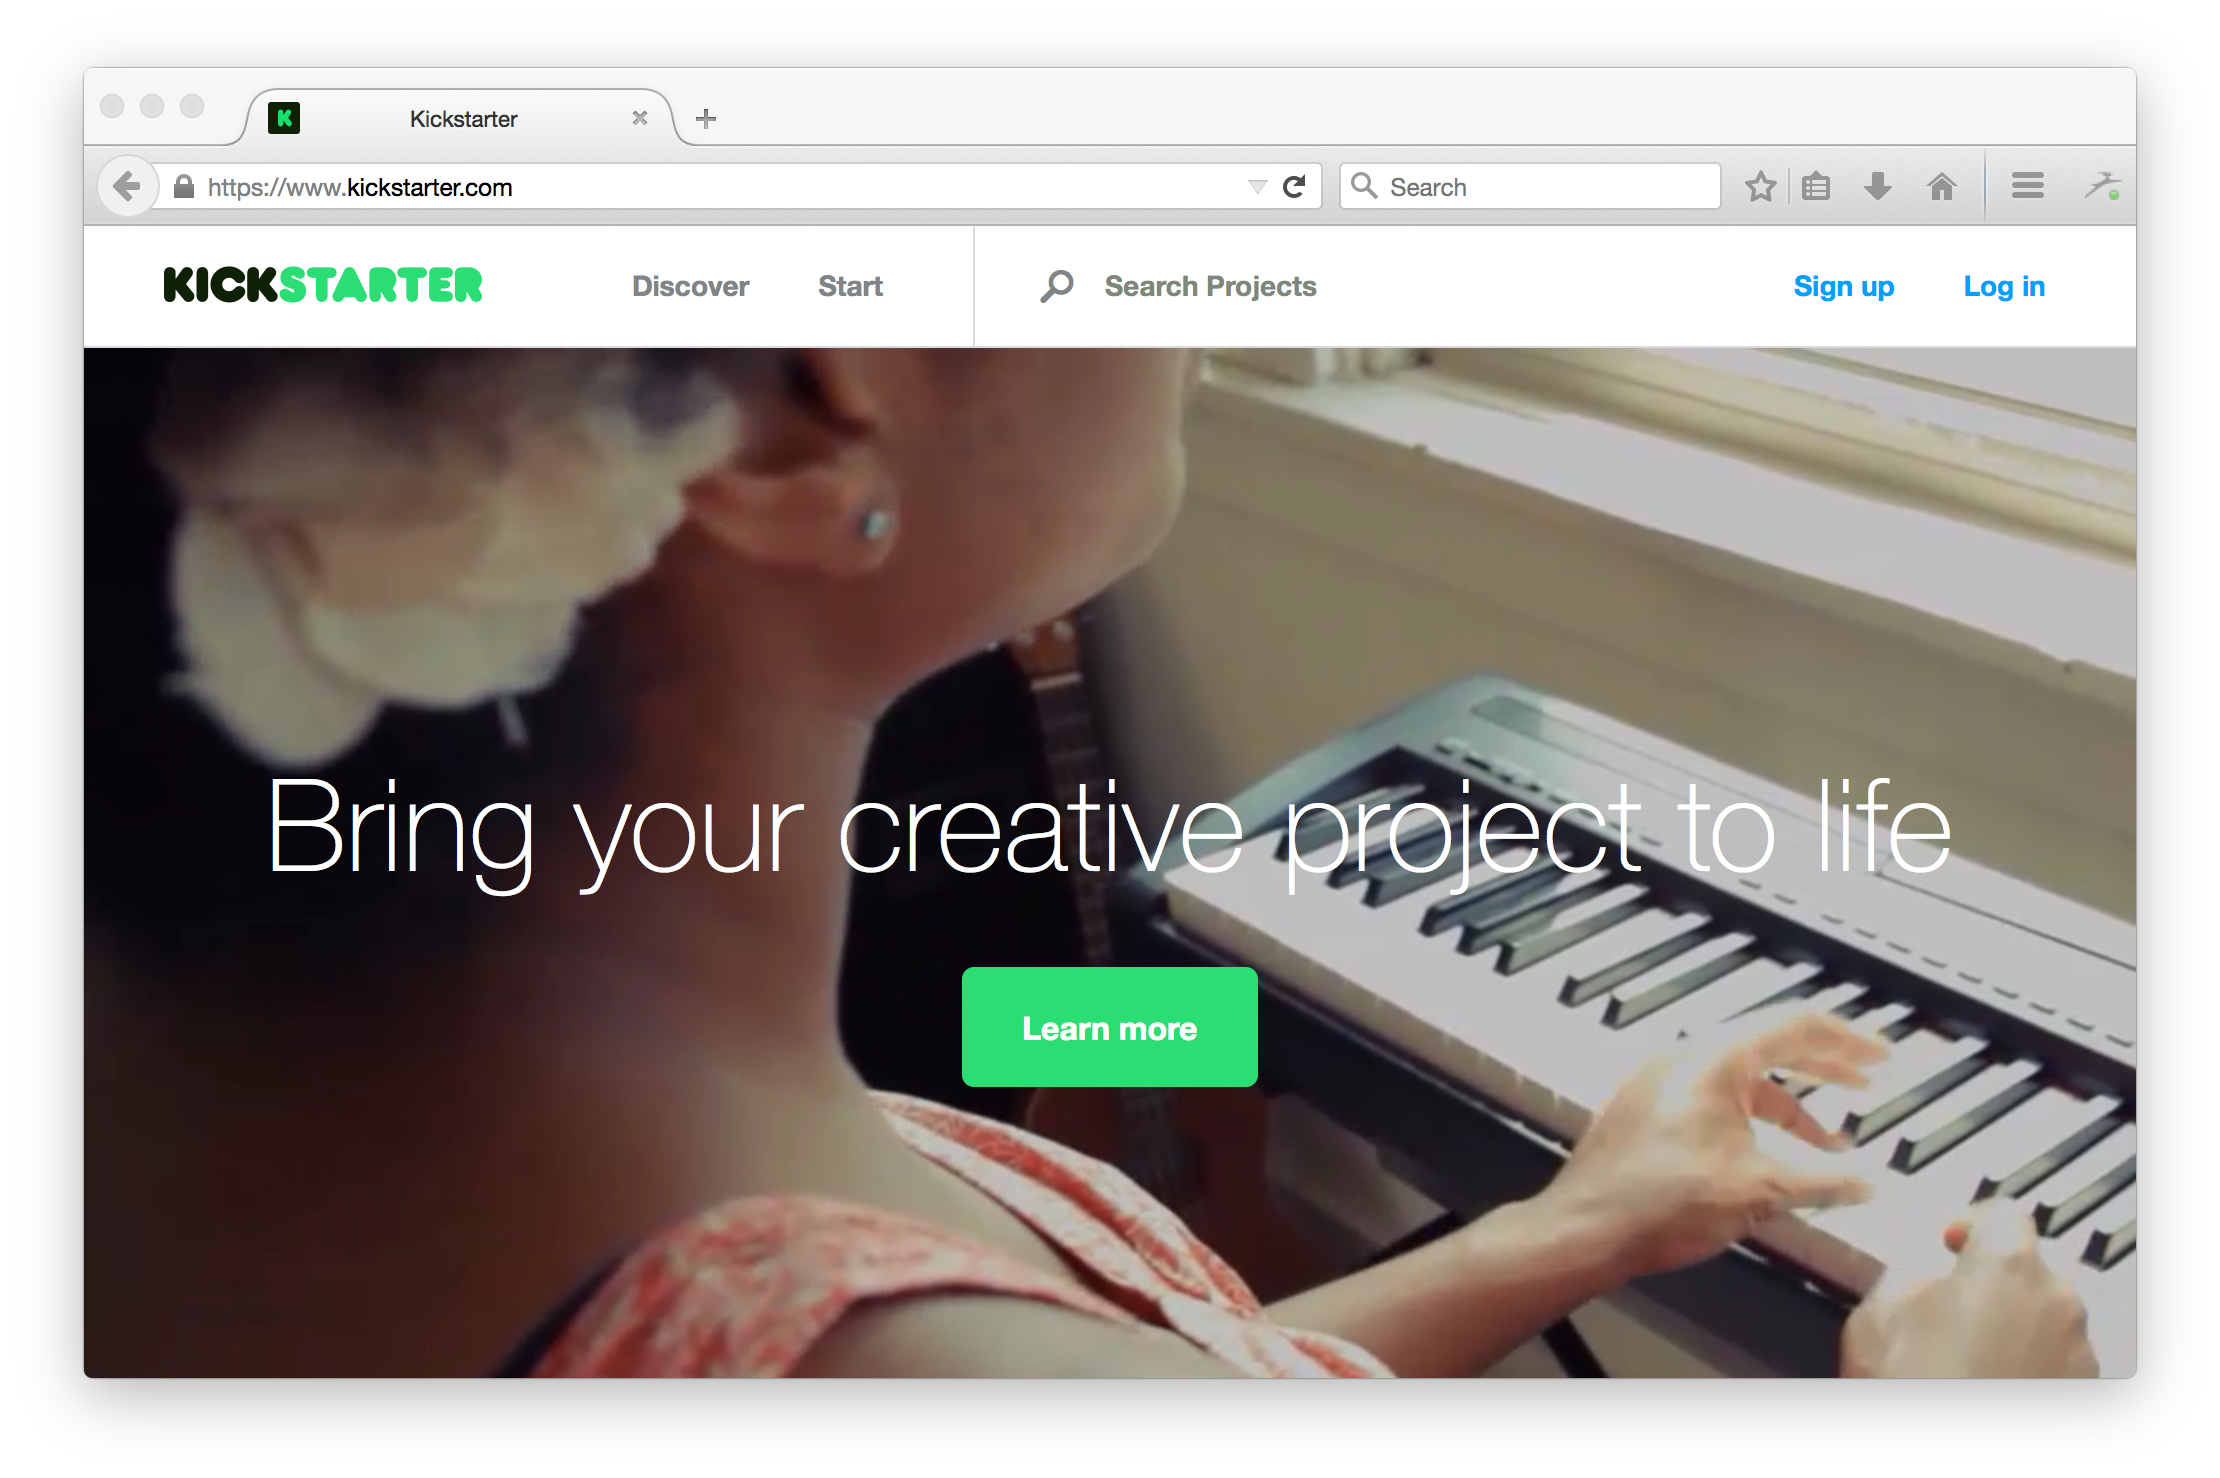 K
Kickstarter
https://www.kickstarter.com
Search
KICKSTARTER
Discover
Start
Search Projects
Sign up
Log in
Bring your creative project to life
Learn more